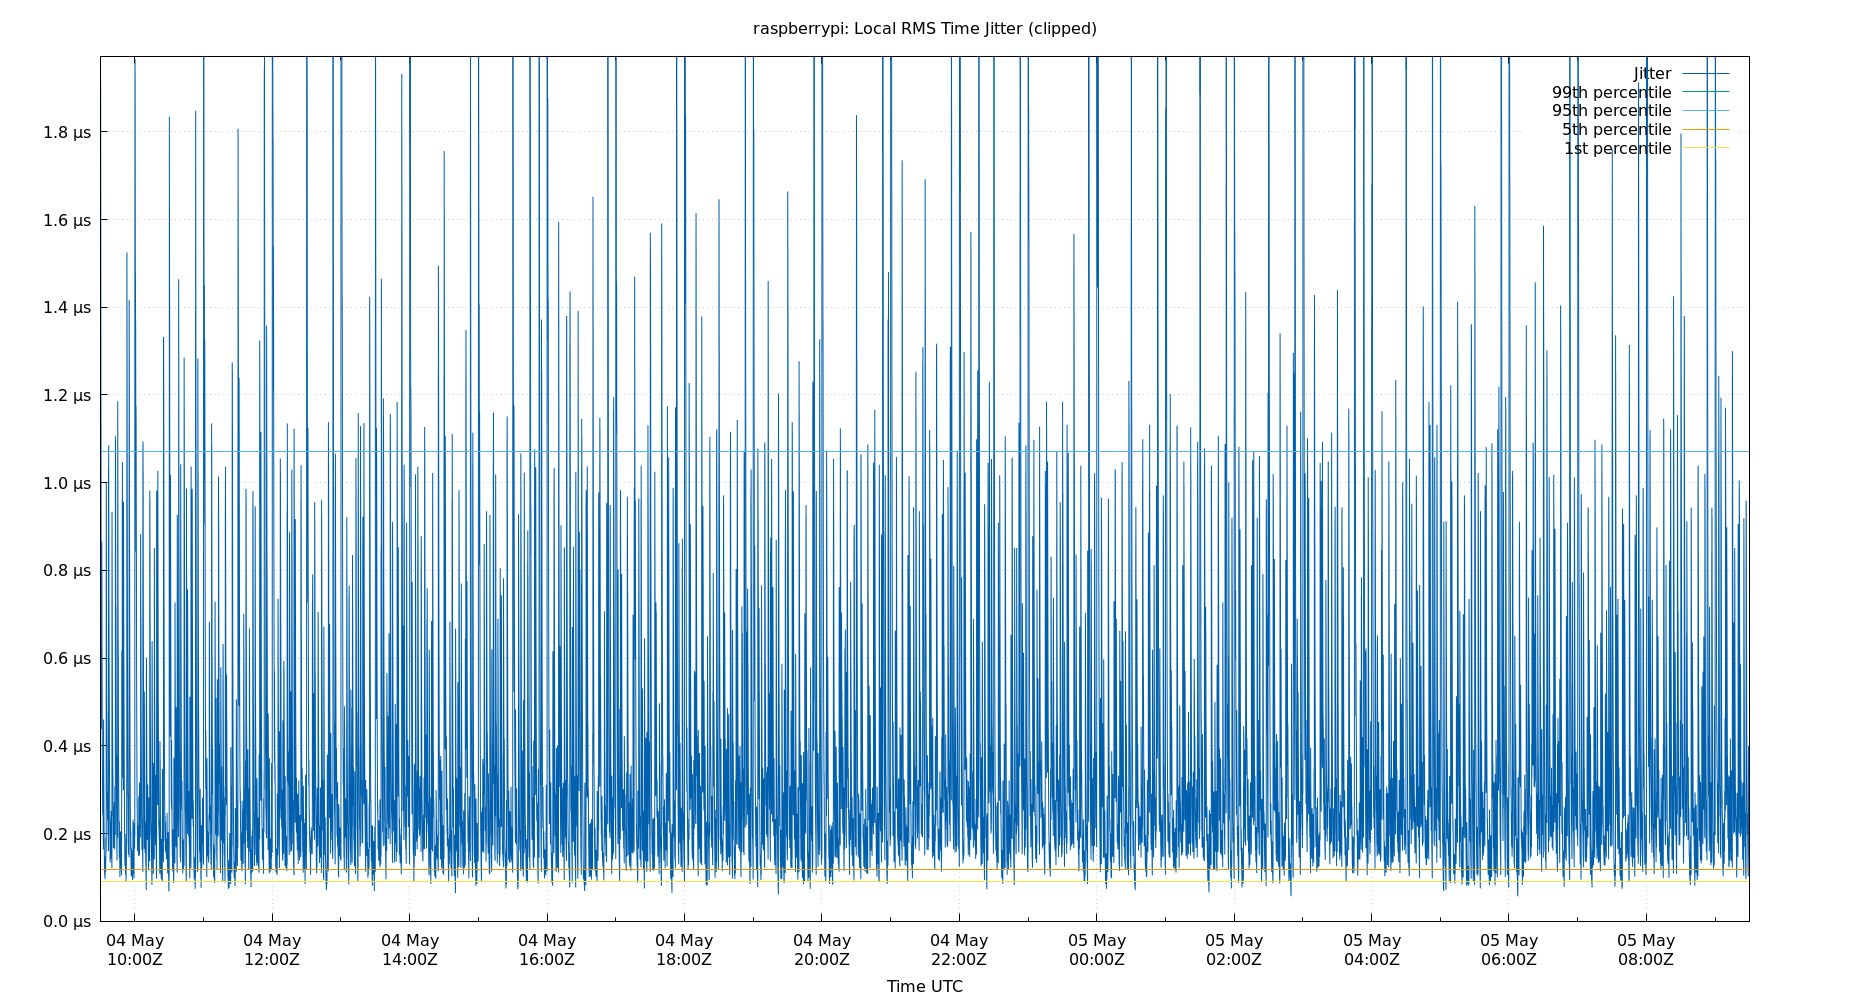 raspberrypi: Local RMS Time Jitter (clipped)
Jitter
99th percentile
95th percentile
5th percentile
1st percentile
1.8 µs
1.6 µs
1.4 µs
1.2 µs
1.0 µs
0.8 µs
0.6 µs
0.4 µs
0.2 µs
0.0 µs
04 May 04 May 04 May 04 May 04 May 04 May 04 May 05 May 05 May 05 May 05 May 05 May
10:00Z 12:00Z 14:00Z 16:00Z 18:00Z 20:00Z 22:00Z 00:00Z 02:00Z 04:00Z 06:00Z 08:00Z
Time UTC